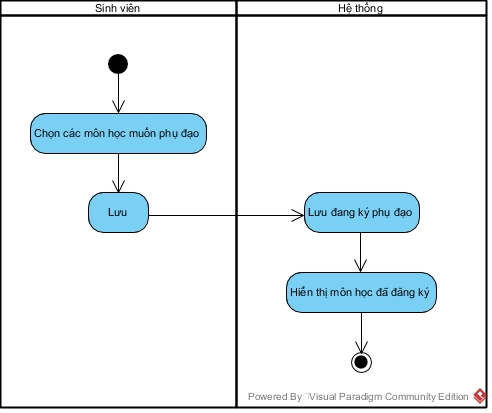 Sinh viên
Hệ thống
Chọn các môn học muốn phụ đạo
Lưu
Lưu đang ký phụ đạo
Hiển thị môn học đã đăng ký
Powered By Visual Paradigm Community Edition